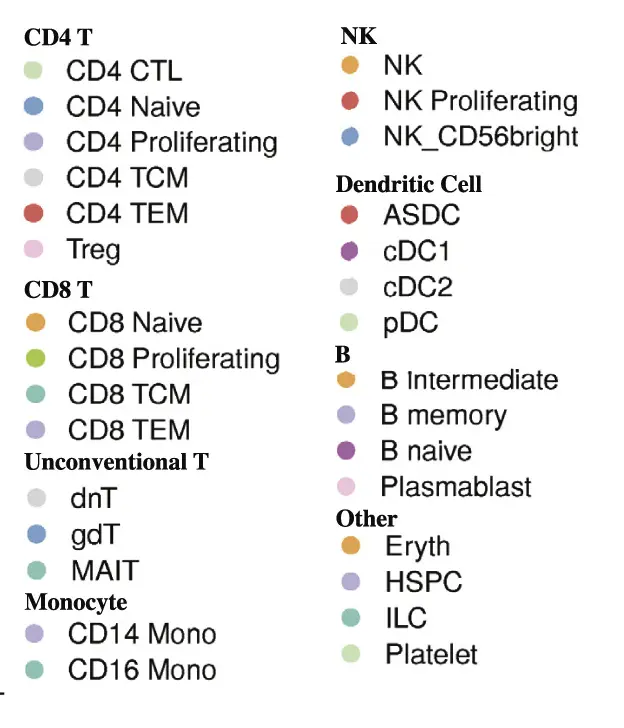 CD4 T
CD4 CTL
CD4 Naive
CD4 Proliferating
CD4 TCM
CD4 TEM
Treg
CD8 T
CD8 Naive
CD8 Proliferating
CD8 TCM
CD8 TEM
Unconventional T
dnT
gdT
MAIT
Monocyte
CD14 Mono
CD16 Mono
NK
NK
NK Proliferating
NK_CD56bright
Dendritic Cell
ASDC
cDC1
cDC2
pDC
B
B Intermediate
B memory
B naive
Plasmablast
Other
Eryth
HSPC
ILC
Platelet